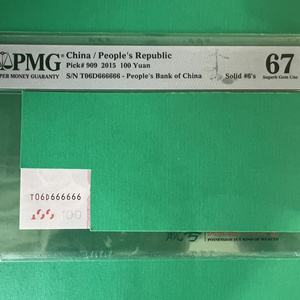 PMG
PER MONEY GUARANTY
China / People's Republic
Pick# 909 2015 100 Yuan
S/N T06D666666 - People's Bank of China
Solid #6's
67
Superb Gem Unc
T06D666666
100